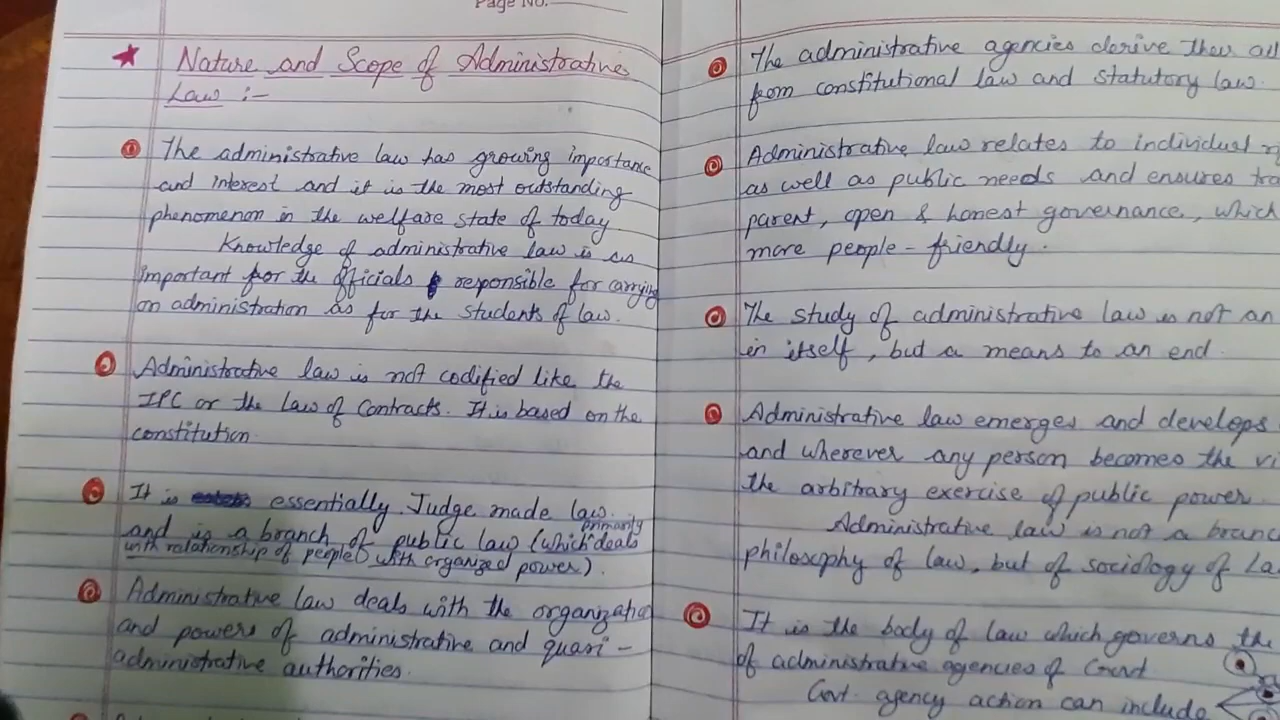 Page No.
Nature and Scope of Administrative
Law :-
The administrative law has growing importance
and interest and it is the most outstanding
phenomenon in the welfare state of today
Knowledge of administrative law is as
important for the officials responsible for carrying
on administration as for the students of law.
Administrative law is not codified like the
IPC or the Law of Contracts. It is based on the
constitution.
It is essentially Judge made law.
and is a branch of public law (which primarily deals
with relationship of people with organized power).
Administrative law deals with the organization
and powers of administrative and quasi-
administrative authorities.
The administrative agencies derive their
from constitutional law and statutory law.
Administrative law relates to individual
as well as public needs and ensures
parent, open & honest governance, which
more people-friendly.
The study of administrative law is not an
in itself, but a means to an end.
Administrative law emerges and develops
and wherever any person becomes the
the arbitrary exercise of public power.
Administrative law is not a
philosophy of law, but of sociology of
It is the body of law which governs the
of administrative agencies of Govt
Govt. agency action can include